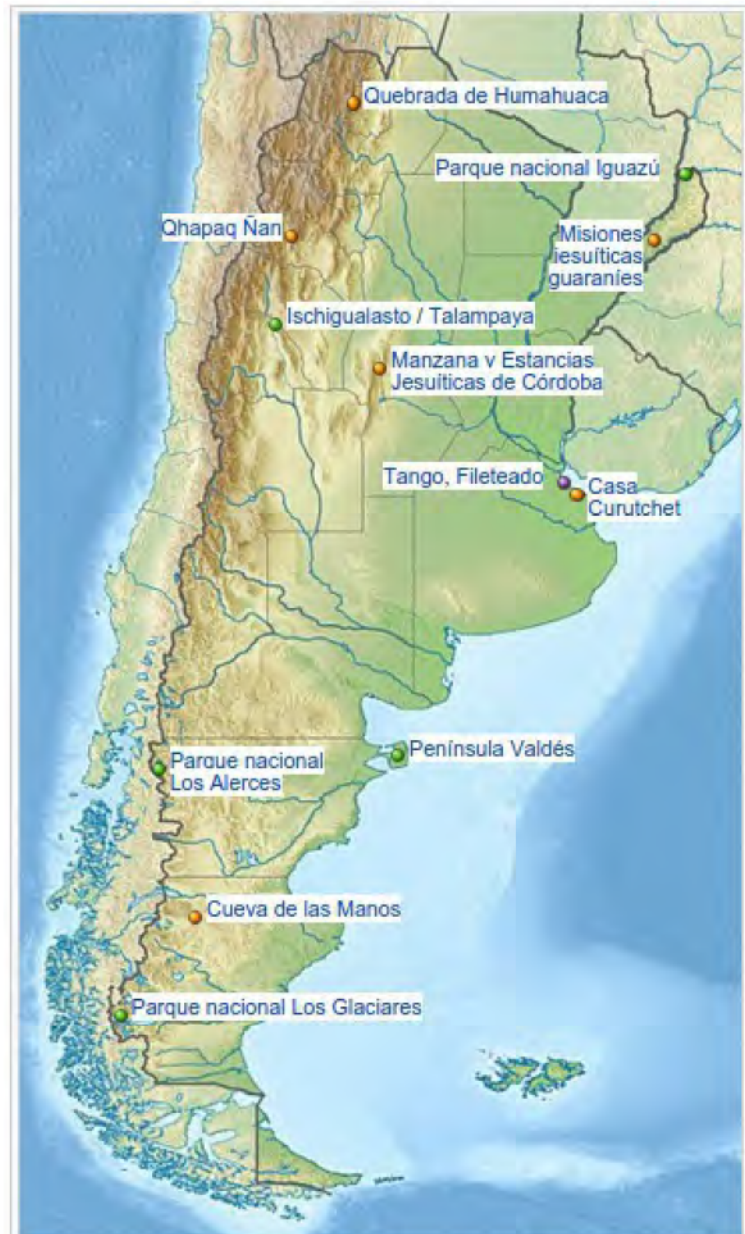 Quebrada de Humahuaca
Parque nacional Iguazú
Qhapaq Ñan
Misiones
iesuíticas
guaraníes
Ischigualasto / Talampaya
Manzana v Estancias
Jesuíticas de Córdoba
Tango, Fileteado
Casa
Curutchet
Península Valdés
Parque nacional
Los Alerces
Cueva de las Manos
Parque nacional Los Glaciares